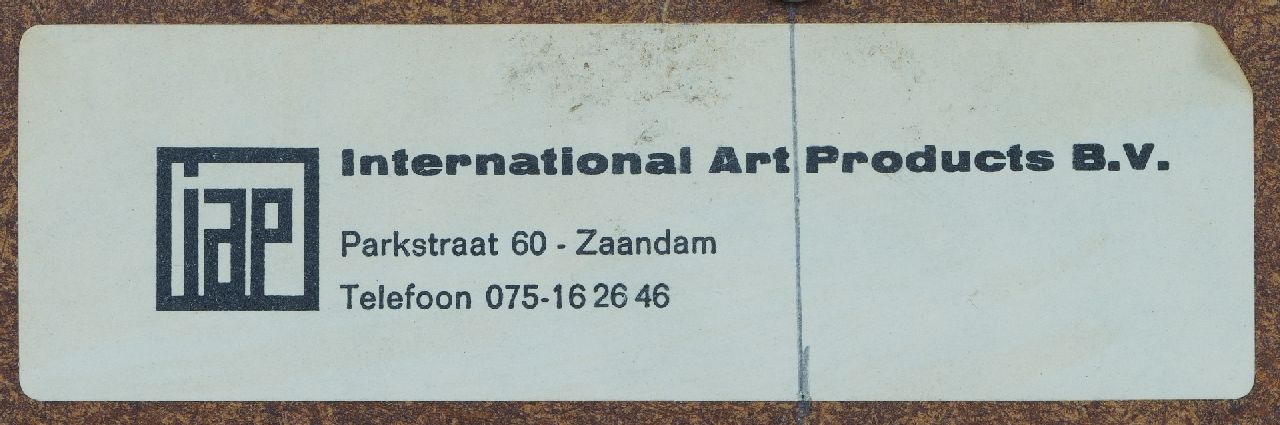 iap
International Art Products B.V.
Parkstraat 60 - Zaandam
Telefoon 075-16 26 46